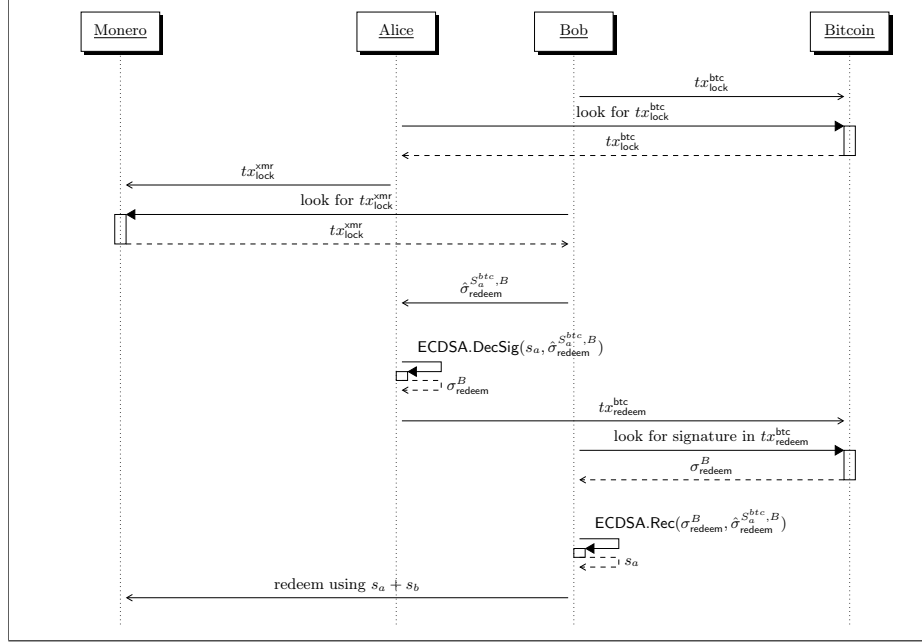 Monero Alice Bob Bitcoin
tx_lock^btc
look for tx_lock^btc
tx_lock^btc
tx_lock^xmr
look for tx_lock^xmr
tx_lock^xmr
σ̂_redeem^{S_a^{btc},B}
ECDSA.DecSig(s_a, σ̂_redeem^{S_a^{btc},B})
σ_redeem^B
tx_redeem^btc
look for signature in tx_redeem^btc
σ_redeem^B
ECDSA.Rec(σ_redeem^B, σ̂_redeem^{S_a^{btc},B})
s_a
redeem using s_a + s_b